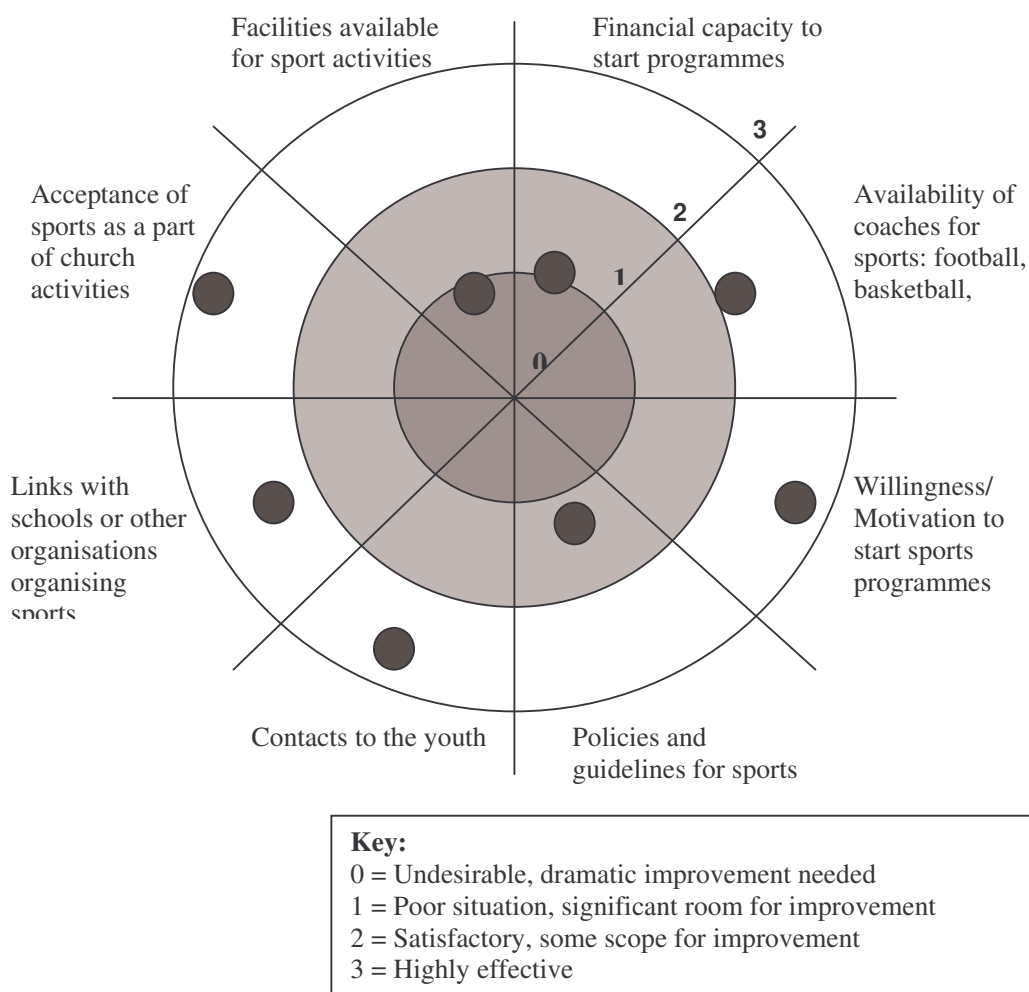 Facilities available
for sport activities
Financial capacity to
start programmes
3
Acceptance of
sports as a part
of church
activities
2
Availability of
coaches for
sports: football,
basketball,
1
0
Links with
schools or other
organisations
organising
sports
Willingness/
Motivation to
start sports
programmes
Contacts to the youth
Policies and
guidelines for sports
Key:
0 = Undesirable, dramatic improvement needed
1 = Poor situation, significant room for improvement
2 = Satisfactory, some scope for improvement
3 = Highly effective